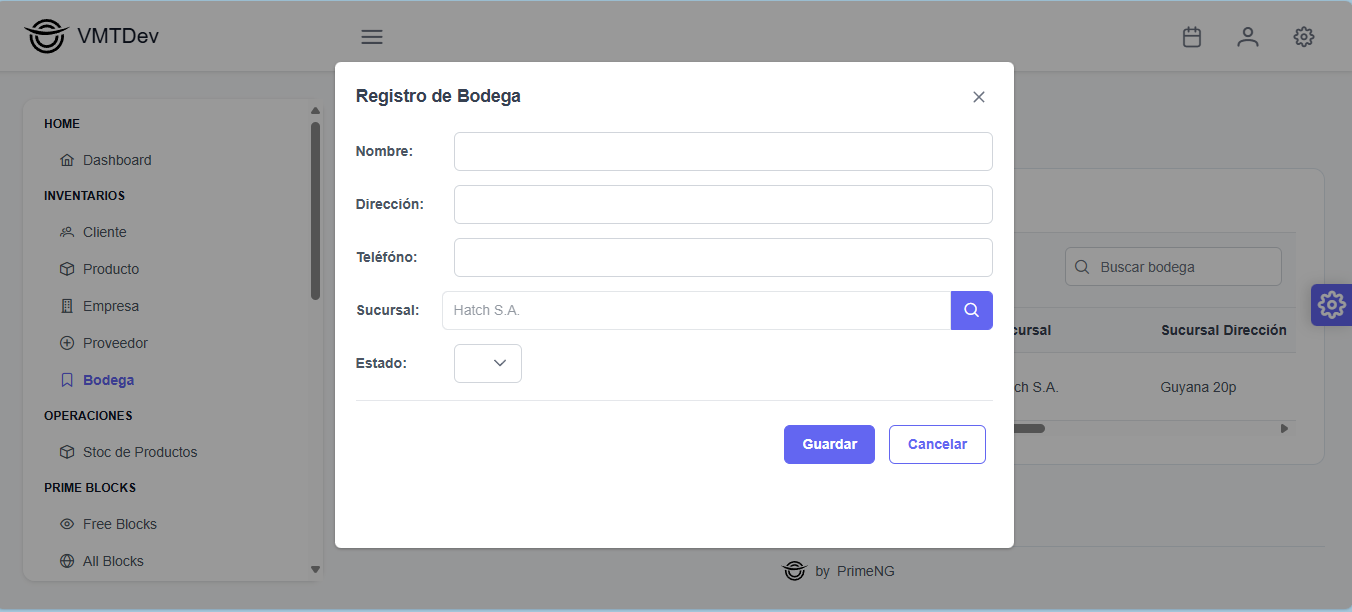 VMTDev
HOME
Dashboard
INVENTARIOS
Cliente
Producto
Empresa
Proveedor
Bodega
OPERACIONES
Stoc de Productos
PRIME BLOCKS
Free Blocks
All Blocks
Registro de Bodega
Nombre:
Dirección:
Teléfóno:
Sucursal: Hatch S.A.
Estado:
Guardar Cancelar
Buscar bodega
cursal Sucursal Dirección
ch S.A. Guyana 20p
by PrimeNG